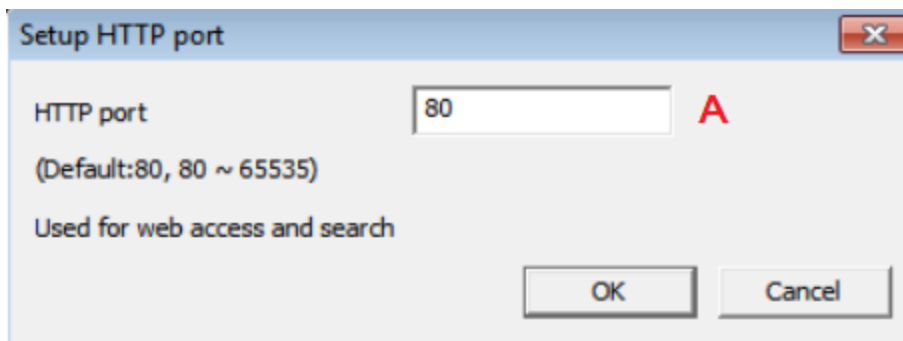 Setup HTTP port
HTTP port 80 A
(Default:80, 80 ~ 65535)
Used for web access and search
OK Cancel